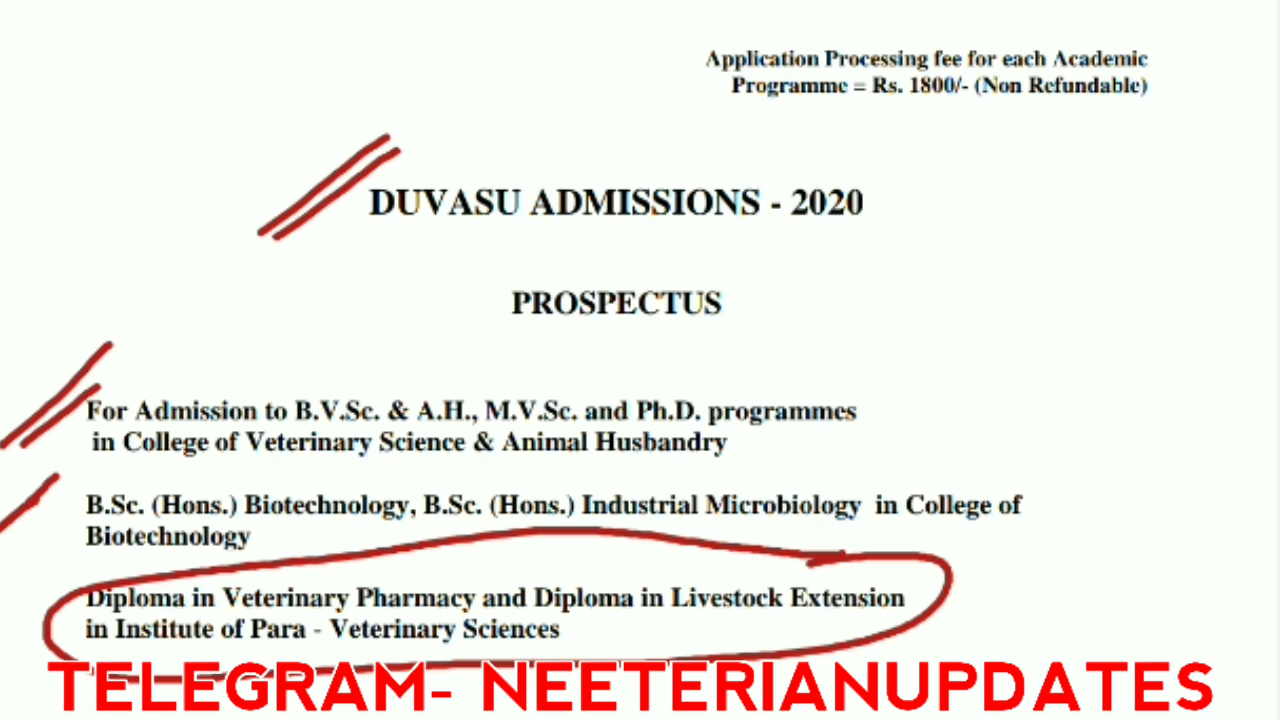 Application Processing fee for each Academic
Programme = Rs. 1800/- (Non Refundable)
DUVASU ADMISSIONS - 2020
PROSPECTUS
For Admission to B.V.Sc. & A.H., M.V.Sc. and Ph.D. programmes
in College of Veterinary Science & Animal Husbandry
B.Sc. (Hons.) Biotechnology, B.Sc. (Hons.) Industrial Microbiology in College of
Biotechnology
Diploma in Veterinary Pharmacy and Diploma in Livestock Extension
in Institute of Para - Veterinary Sciences
TELEGRAM- NEETERIANUPDATES